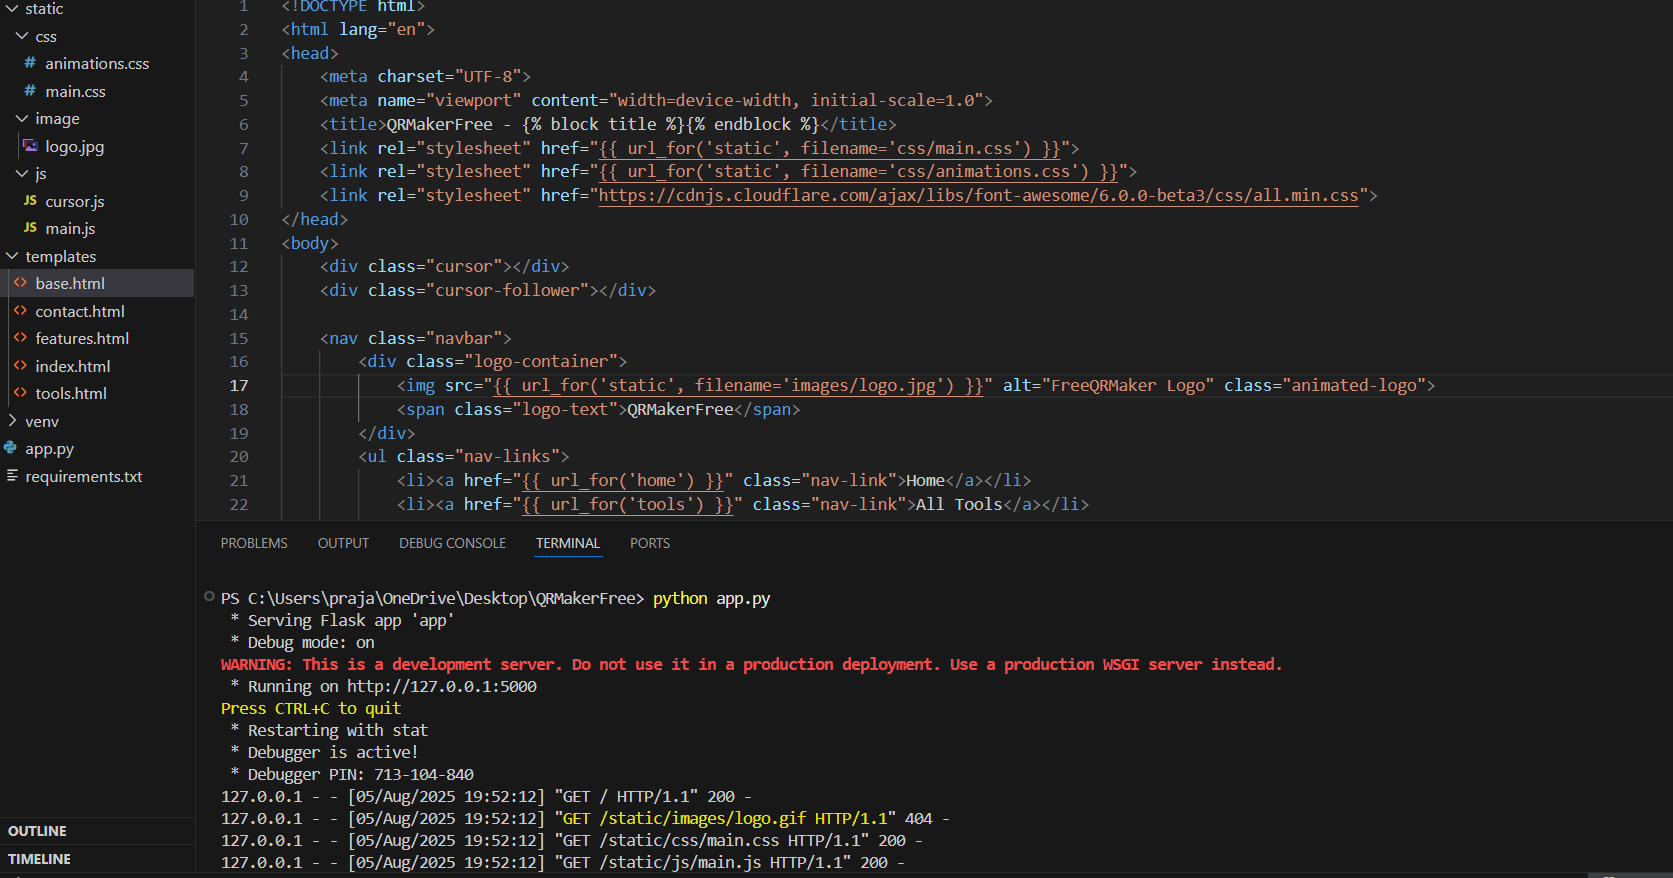 static
css
# animations.css
# main.css
image
logo.jpg
js
JS cursor.js
JS main.js
templates
<> base.html
<> contact.html
<> features.html
<> index.html
<> tools.html
venv
app.py
requirements.txt
OUTLINE
TIMELINE
1 <!DOCTYPE html>
2 <html lang="en">
3 <head>
4     <meta charset="UTF-8">
5     <meta name="viewport" content="width=device-width, initial-scale=1.0">
6     <title>QRMakerFree - {% block title %}{% endblock %}</title>
7     <link rel="stylesheet" href="{{ url_for('static', filename='css/main.css') }}">
8     <link rel="stylesheet" href="{{ url_for('static', filename='css/animations.css') }}">
9     <link rel="stylesheet" href="https://cdnjs.cloudflare.com/ajax/libs/font-awesome/6.0.0-beta3/css/all.min.css">
10 </head>
11 <body>
12     <div class="cursor"></div>
13     <div class="cursor-follower"></div>
14
15     <nav class="navbar">
16         <div class="logo-container">
17             <img src="{{ url_for('static', filename='images/logo.jpg') }}" alt="FreeQRMaker Logo" class="animated-logo">
18             <span class="logo-text">QRMakerFree</span>
19         </div>
20         <ul class="nav-links">
21             <li><a href="{{ url_for('home') }}" class="nav-link">Home</a></li>
22             <li><a href="{{ url_for('tools') }}" class="nav-link">All Tools</a></li>
PROBLEMS OUTPUT DEBUG CONSOLE TERMINAL PORTS
PS C:\Users\praja\OneDrive\Desktop\QRMakerFree> python app.py
 * Serving Flask app 'app'
 * Debug mode: on
WARNING: This is a development server. Do not use it in a production deployment. Use a production WSGI server instead.
 * Running on http://127.0.0.1:5000
Press CTRL+C to quit
 * Restarting with stat
 * Debugger is active!
 * Debugger PIN: 713-104-840
127.0.0.1 - - [05/Aug/2025 19:52:12] "GET / HTTP/1.1" 200 -
127.0.0.1 - - [05/Aug/2025 19:52:12] "GET /static/images/logo.gif HTTP/1.1" 404 -
127.0.0.1 - - [05/Aug/2025 19:52:12] "GET /static/css/main.css HTTP/1.1" 200 -
127.0.0.1 - - [05/Aug/2025 19:52:12] "GET /static/js/main.js HTTP/1.1" 200 -